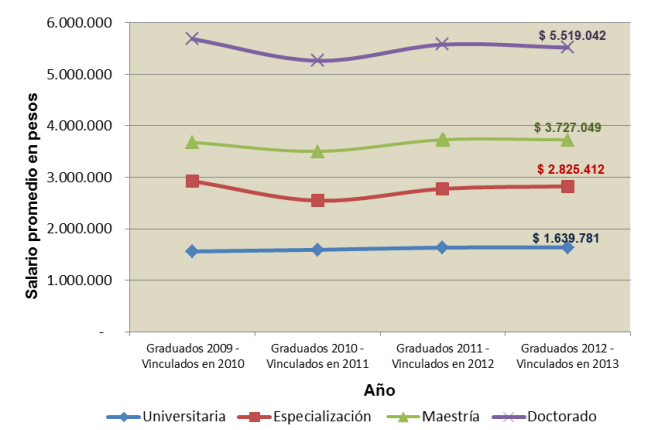 Salario promedio en pesos
6.000.000
5.000.000
4.000.000
3.000.000
2.000.000
1.000.000
-
$ 5.519.042
$ 3.727.049
$ 2.825.412
$ 1.639.781
Graduados 2009 -
Vinculados en 2010
Graduados 2010 -
Vinculados en 2011
Graduados 2011 -
Vinculados en 2012
Graduados 2012 -
Vinculados en 2013
Año
Universitaria
Especialización
Maestría
Doctorado